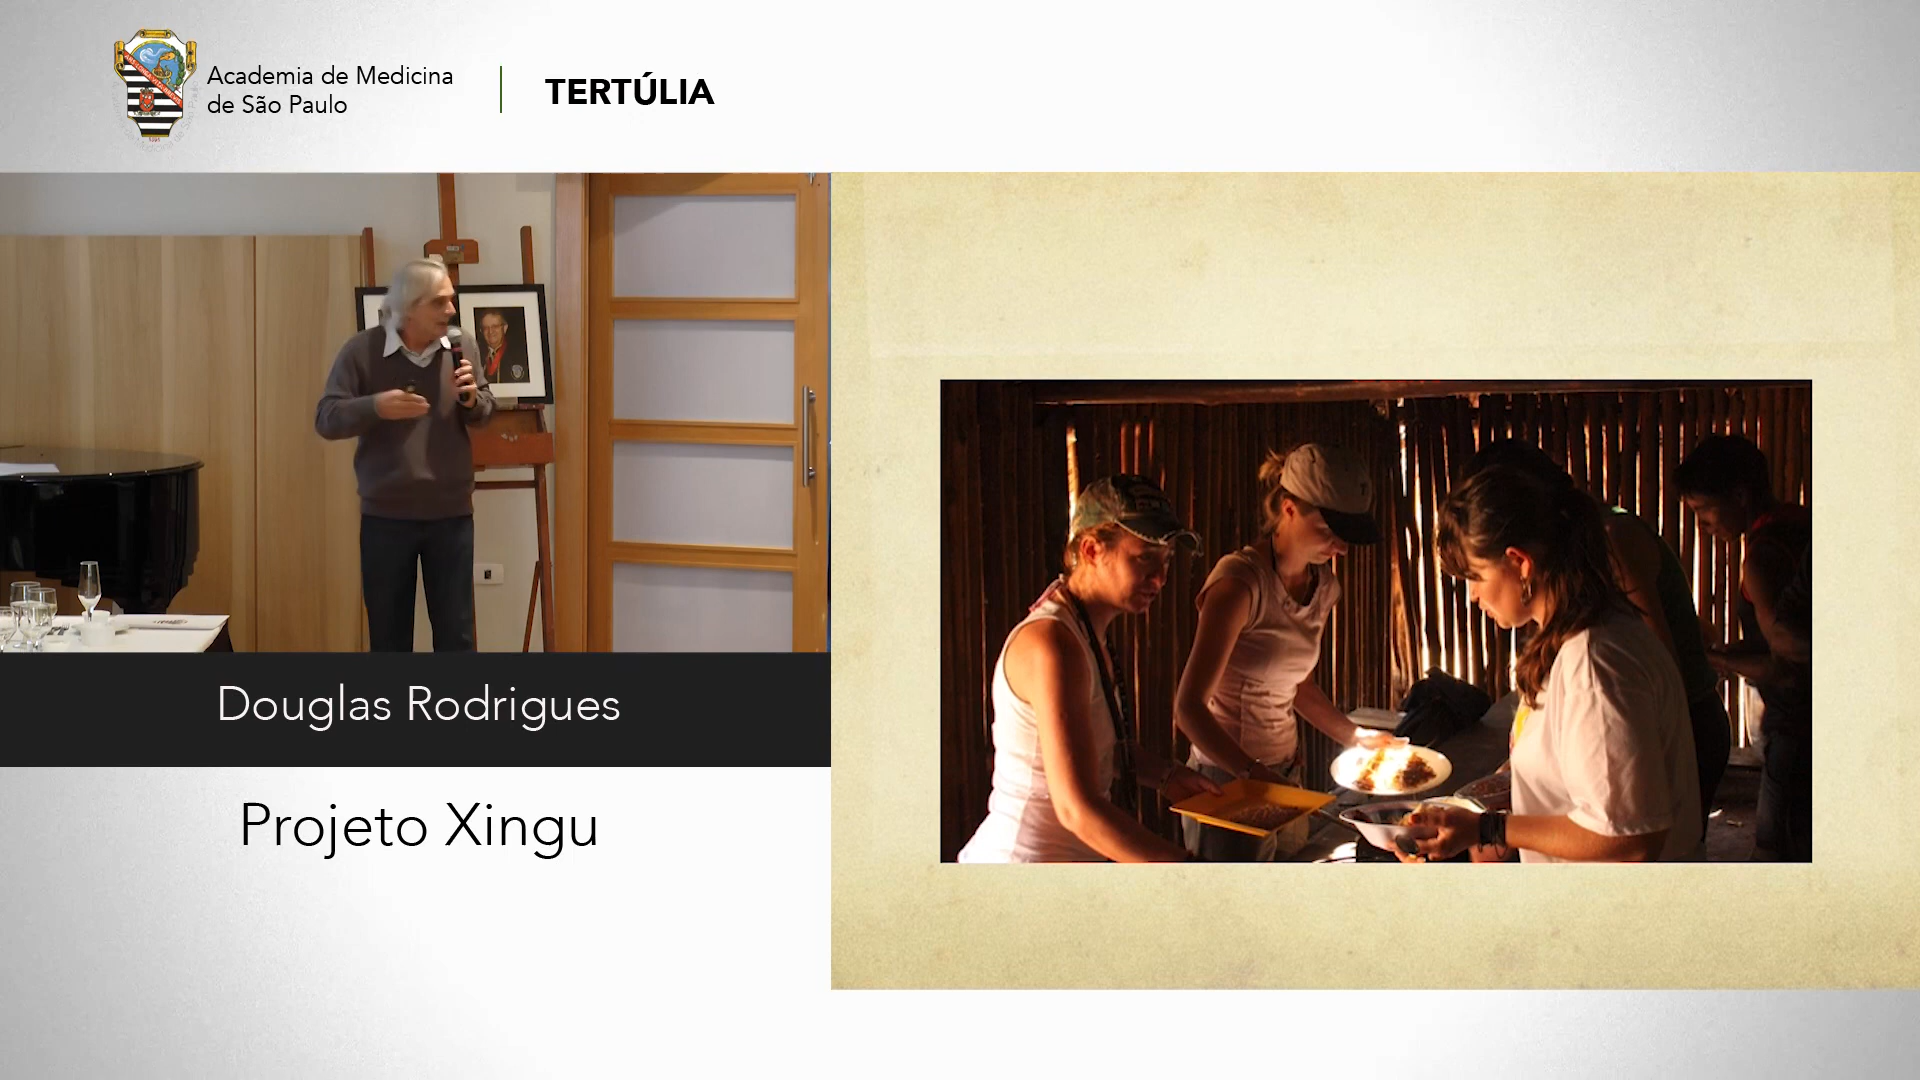 Academia de Medicina
de São Paulo
TERTÚLIA
Douglas Rodrigues
Projeto Xingu